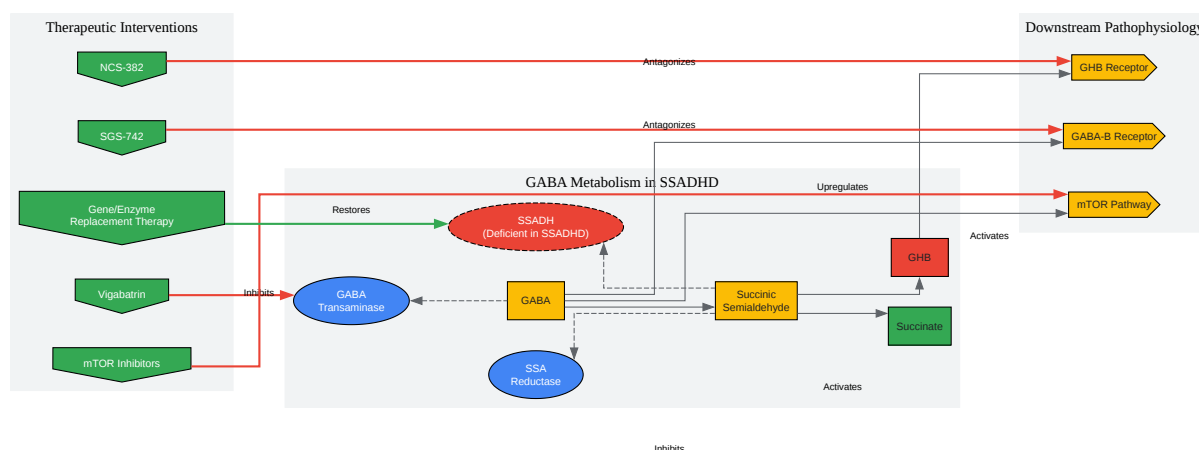 Therapeutic Interventions
Downstream Pathophysiology
NCS-382
Antagonizes
GHB Receptor
SGS-742
Antagonizes
GABA-B Receptor
GABA Metabolism in SSADHD
Upregulates
Gene/Enzyme
Replacement Therapy
Restores
SSADH
(Deficient in SSADHD)
mTOR Pathway
Activates
GHB
Vigabatrin
Inhibits
GABA
Transaminase
GABA
Succinic
Semialdehyde
Succinate
mTOR Inhibitors
SSA
Reductase
Activates
Inhibits